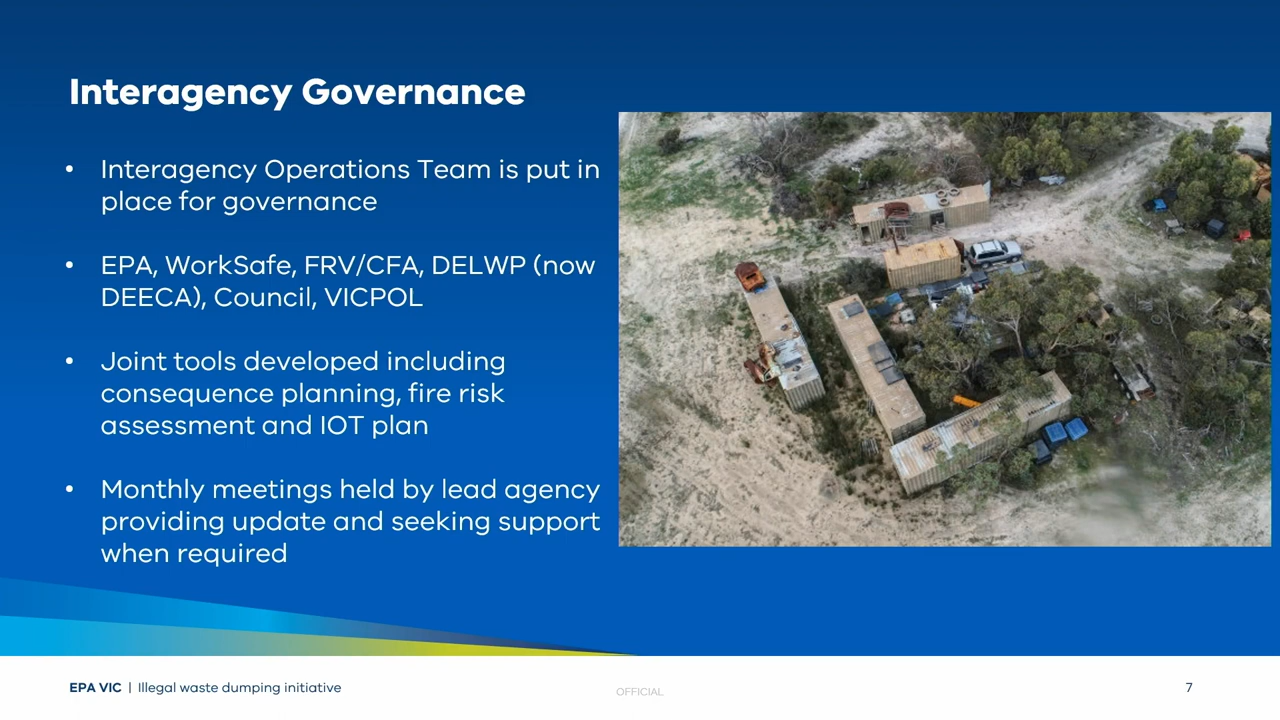 Interagency Governance
• Interagency Operations Team is put in
place for governance
• EPA, WorkSafe, FRV/CFA, DELWP (now
DEECA), Council, VICPOL
• Joint tools developed including
consequence planning, fire risk
assessment and IOT plan
• Monthly meetings held by lead agency
providing update and seeking support
when required
EPA VIC | Illegal waste dumping initiative
OFFICIAL
7